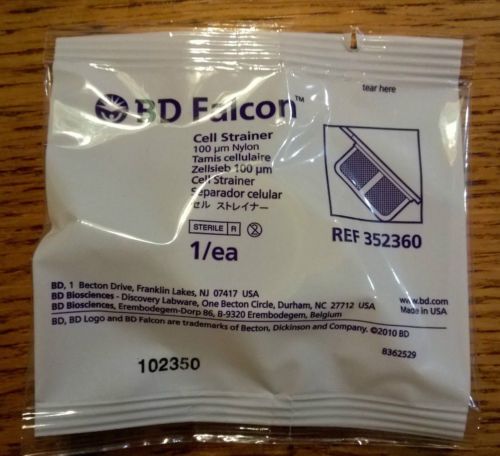 tear here
BD Falcon™
Cell Strainer
100 µm Nylon
Tamis cellulaire
Zellsieb 100 µm
Cell Strainer
Separador celular
セル ストレイナー
STERILE R 2
1/ea
REF 352360
BD, 1 Becton Drive, Franklin Lakes, NJ 07417 USA
BD Biosciences - Discovery Labware, One Becton Circle, Durham, NC 27712 USA
BD Biosciences, Erembodegem-Dorp 86, B-9320 Erembodegem, Belgium
www.bd.com
Made in USA.
BD, BD Logo and BD Falcon are trademarks of Becton, Dickinson and Company. ©2010 BD
8362529
102350